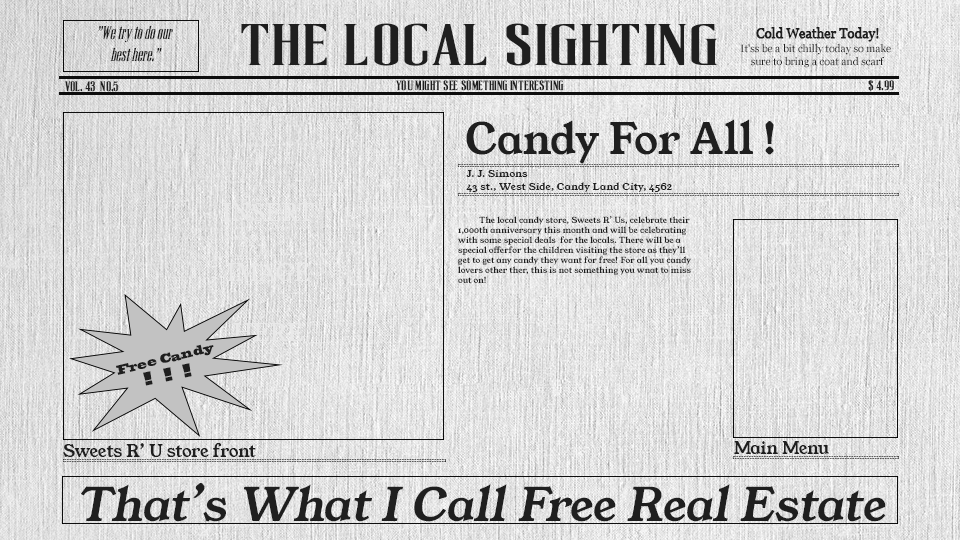 "We try to do our
best here."
THE LOCAL SIGHTING
Cold Weather Today!
It'ss be a bit chilly today so make
sure to bring a coat and scarf
VOL. 43 NO.5
YOU MIGHT SEE SOMETHING INTERESTING
$ 4.99
Candy For All !
J. J. Simons
43 st., West Side, Candy Land City, 4562
The local candy store, Sweets R' Us, celebrate their
1,000th anniversary this month and will be celebrating
with some special deals for the locals. There will be a
special offerfor the children visiting the store as they'll
get to get any candy they want for free! For all you candy
lovers other ther, this is not something you wnat to miss
out on!
Free Candy
! ! !
Sweets R' U store front
Main Menu
That's What I Call Free Real Estate